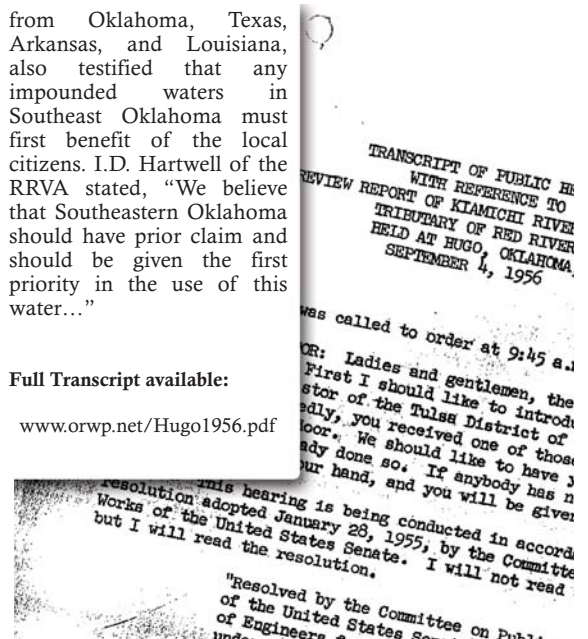 from Oklahoma, Texas,
Arkansas, and Louisiana,
also testified that any
impounded waters in
Southeast Oklahoma must
first benefit of the local
citizens. I.D. Hartwell of the
RRVA stated, “We believe
that Southeastern Oklahoma
should have prior claim and
should be given the first
priority in the use of this
water…”
Full Transcript available:
www.orwp.net/Hugo1956.pdf
TRANSCRIPT OF PUBLIC
WITH REFERENCE TO
REVIEW REPORT OF KIAMICHI
TRIBUTARY OF RED RIVER
HELD AT HUGO, OKLAHOMA
SEPTEMBER 4, 1956
was called to order at 9:45
Ladies and gentlemen, the
First I should like to
of the Tulsa District of
you received one of those
We should like to have
done so. If anybody has
hand, and you will be
This hearing is being conducted in
resolution adopted January 28, 1955, by the
Works of the United States Senate. I will not read
but I will read the resolution.
"Resolved by the Committee on
of the United States
of Engineers